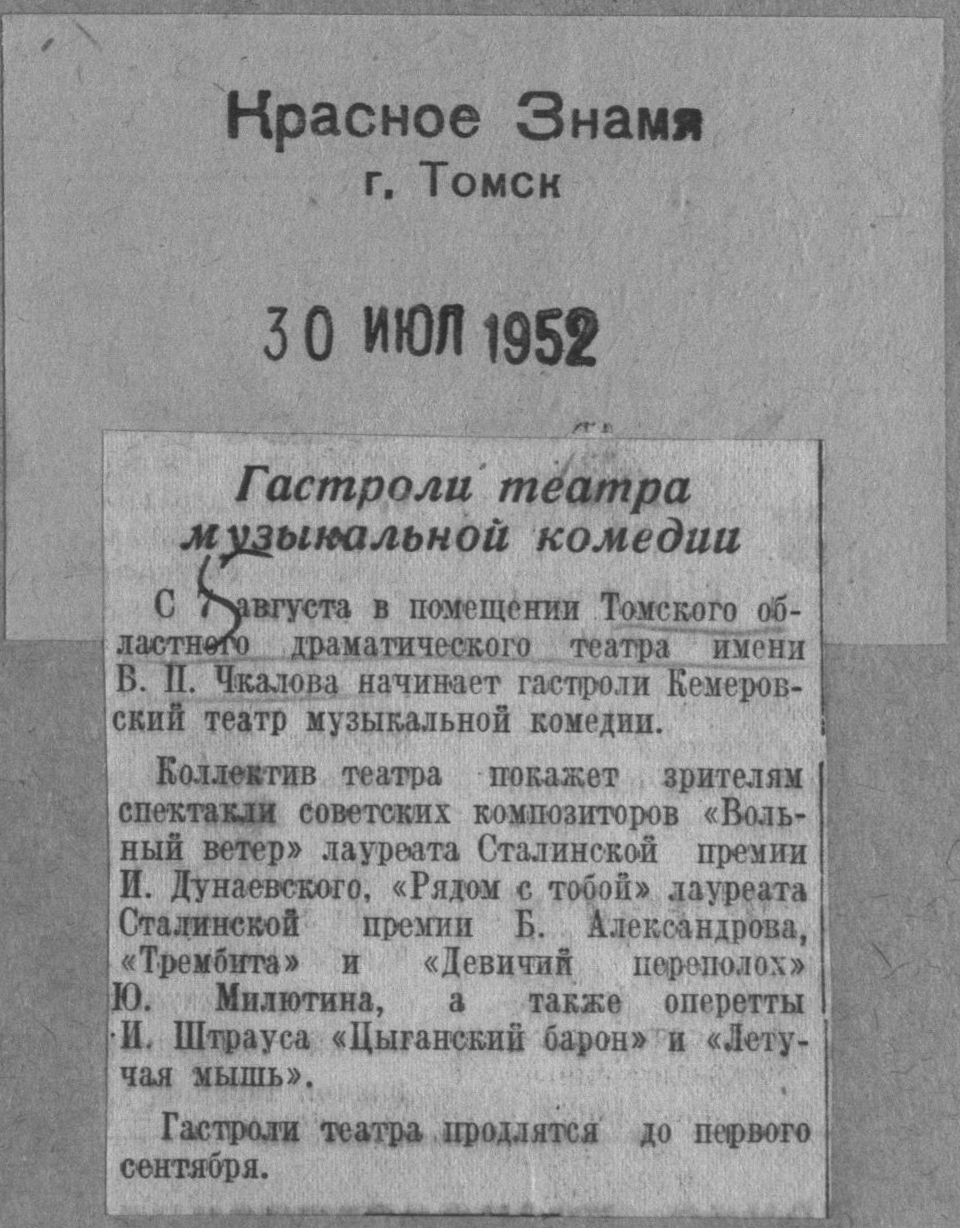 Красное Знамя
г. Томск
30 ИЮЛ 1952
Гастроли театра
музыкальной комедии
С августа в помещении Томского об-
ластного драматического театра имени
В. П. Чкалова начинает гастроли Кемеров-
ский театр музыкальной комедии.
Коллектив театра покажет зрителям
спектакли советских композиторов «Воль-
ный ветер» лауреата Сталинской премии
И. Дунаевского, «Рядом с тобой» лауреата
Сталинской премии Б. Александрова,
«Трембита» и «Девичий переполох»
Ю. Милютина, а также оперетты
И. Штрауса «Цыганский барон» и «Лету-
чая мышь».
Гастроли театра продлятся до первого
сентября.